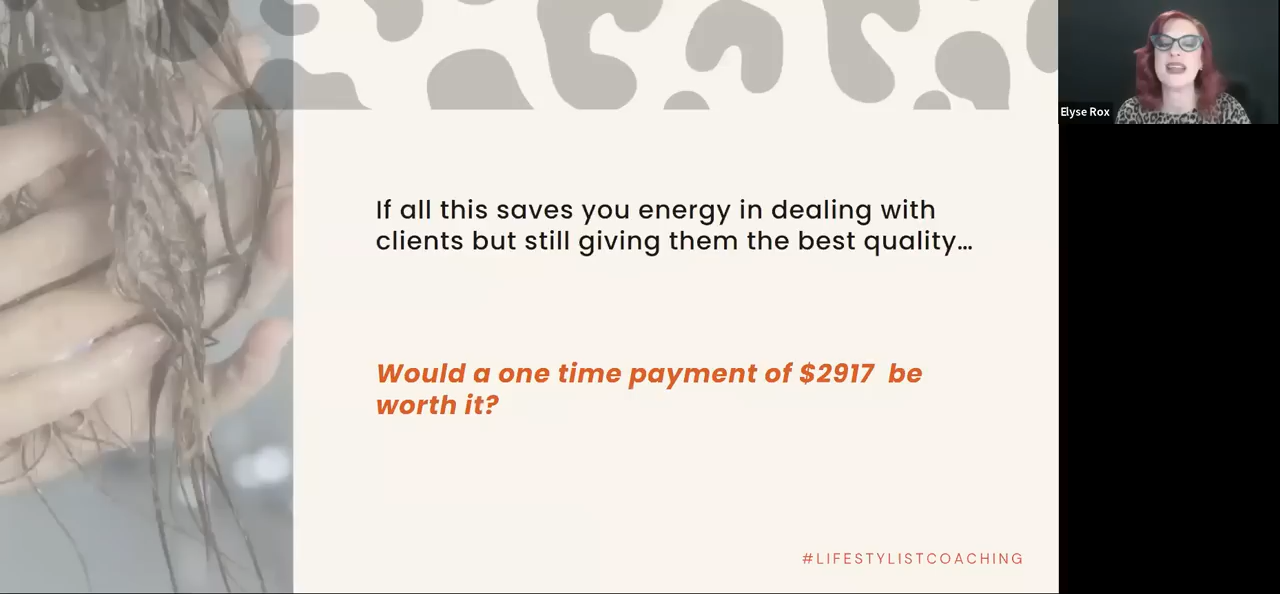 Elyse Rox
If all this saves you energy in dealing with
clients but still giving them the best quality...
Would a one time payment of $2917  be
worth it?
#LIFESTYLISTCOACHING